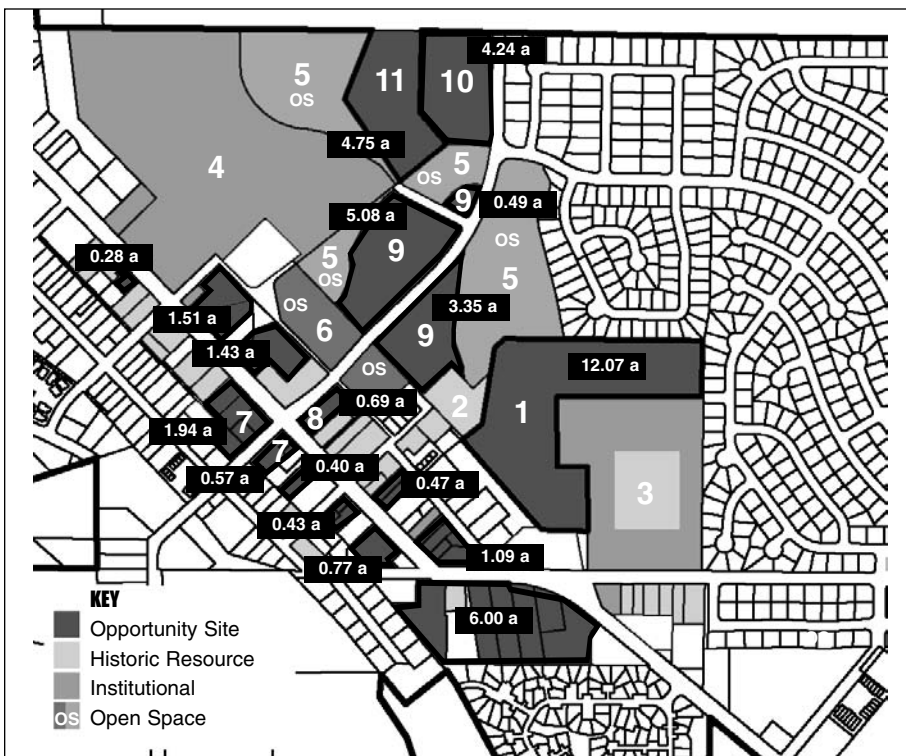 4.24 a
5
OS
11
10
4.75 a
4
5
OS
9
0.49 a
5.08 a
9
OS
5
OS
5
0.28 a
OS
3.35 a
1.51 a
6
9
1.43 a
12.07 a
OS
0.69 a
2
1
8
7
1.94 a
7
0.40 a
0.47 a
3
0.57 a
0.43 a
1.09 a
0.77 a
6.00 a
KEY
Opportunity Site
Historic Resource
Institutional
OS Open Space